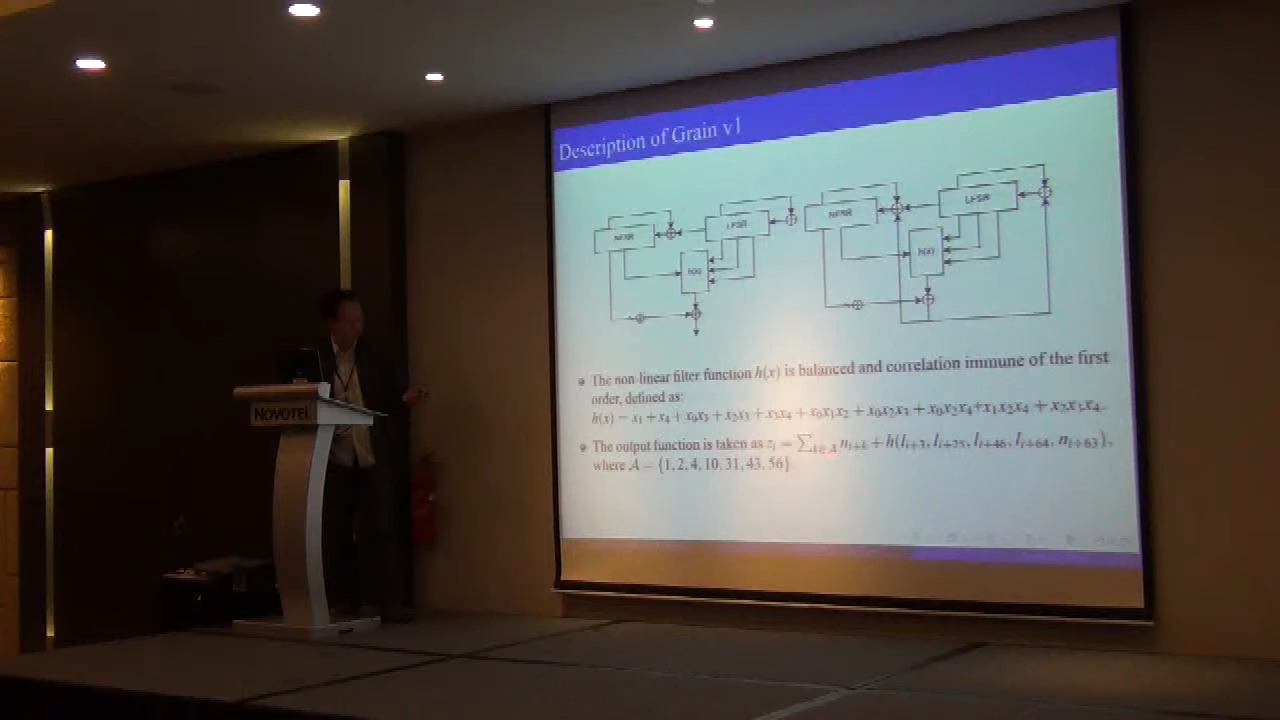 Description of Grain v1
NFSR
LFSR
NFSR
LFSR
h(x)
h(x)
The non-linear filter function h(x) is balanced and correlation immune of the first
order, defined as:
h(x) = x₁ + x₄ + x₀x₃ + x₂x₃ + x₃x₄ + x₀x₁x₂ + x₀x₂x₃ + x₀x₂x₄+x₁x₂x₄ + x₂x₃x₄.
The output function is taken as zᵢ = ∑ₖ∈A nᵢ₊ₖ + h(lᵢ₊₃, lᵢ₊₂₅, lᵢ₊₄₆, lᵢ₊₆₄, nᵢ₊₆₃),
where A = {1, 2, 4, 10, 31, 43, 56}.
NOVOTEL